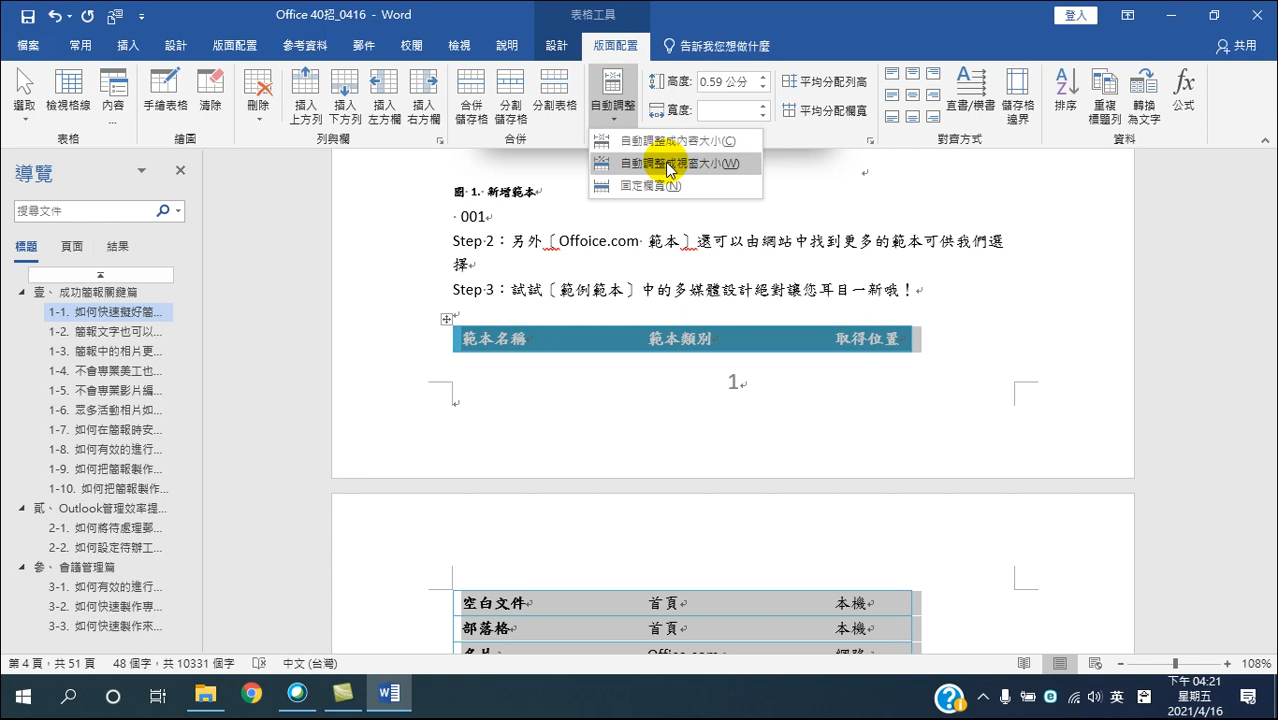 Office 40招_0416 - Word
表格工具
登入
檔案 常用 插入 設計 版面配置 參考資料 郵件 校閱 檢視 說明 設計 版面配置 告訴我您想做什麼 共用
選取 檢視格線 內容 ...
手繪表格 清除
刪除 插入上方列 插入下方列 插入左方欄 插入右方欄
合併儲存格 分割儲存格 分割表格
自動調整
高度: 0.59 公分 平均分配列高
寬度: 平均分配欄寬
直書/橫書 儲存格邊界
排序 重複標題列 轉換為文字 公式
表格 繪圖 列與欄 合併 對齊方式 資料
自動調整成內容大小(C)
自動調整成視窗大小(W)
固定欄寬(N)
導覽
搜尋文件
標題 頁面 結果
壹、 成功簡報關鍵篇
1-1. 如何快速擬好簡...
1-2. 簡報文字也可以...
1-3. 簡報中的相片更...
1-4. 不會專業美工也...
1-5. 不會專業影片編...
1-6. 眾多活動相片如...
1-7. 如何在簡報時安...
1-8. 如何有效的進行...
1-9. 如何把簡報製作...
1-10. 如何把簡報製作...
貳、 Outlook管理效率提...
2-1. 如何將待處理郵...
2-2. 如何設定待辦工...
參、 會議管理篇
3-1. 如何有效的進行...
3-2. 如何快速製作專...
3-3. 如何快速製作來...
圖 1. 新增範本
001
Step 2：另外〔Offoice.com 範本〕還可以由網站中找到更多的範本可供我們選
擇
Step 3：試試〔範例範本〕中的多媒體設計絕對讓您耳目一新哦！
範本名稱 範本類別 取得位置
1
空白文件 首頁 本機
部落格 首頁 本機
名片 Office.com 網路
第 4 頁，共 51 頁 48 個字，共 10331 個字 中文 (台灣) 108%
英
下午 04:21
星期五
2021/4/16